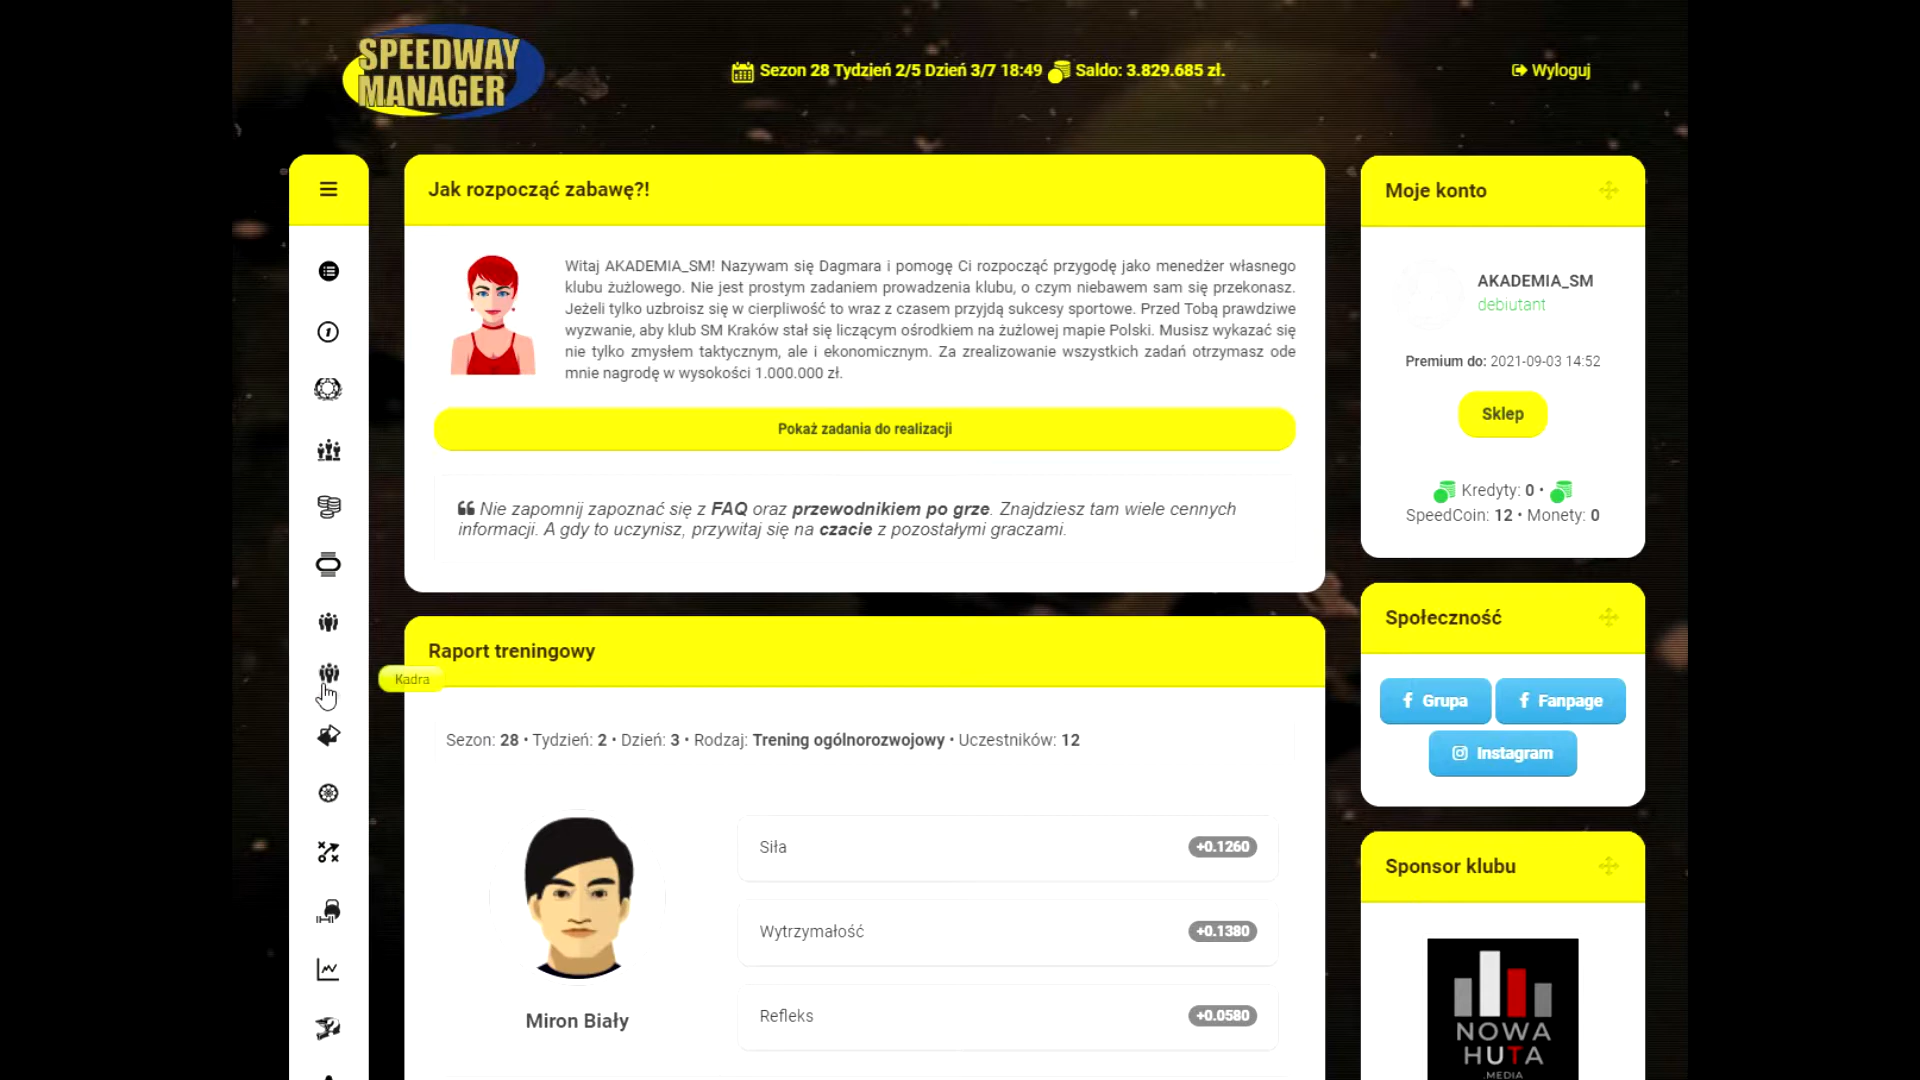 SPEEDWAY
MANAGER
Sezon 28 Tydzień 2/5 Dzień 3/7 18:49 Saldo: 3.829.685 zł.
Wyloguj
Jak rozpocząć zabawę?!
Witaj AKADEMIA_SM! Nazywam się Dagmara i pomogę Ci rozpocząć przygodę jako menedżer własnego
klubu żużlowego. Nie jest prostym zadaniem prowadzenia klubu, o czym niebawem sam się przekonasz.
Jeżeli tylko uzbroisz się w cierpliwość to wraz z czasem przyjdą sukcesy sportowe. Przed Tobą prawdziwe
wyzwanie, aby klub SM Kraków stał się liczącym ośrodkiem na żużlowej mapie Polski. Musisz wykazać się
nie tylko zmysłem taktycznym, ale i ekonomicznym. Za zrealizowanie wszystkich zadań otrzymasz ode
mnie nagrodę w wysokości 1.000.000 zł.
Pokaż zadania do realizacji
Nie zapomnij zapoznać się z FAQ oraz przewodnikiem po grze. Znajdziesz tam wiele cennych
informacji. A gdy to uczynisz, przywitaj się na czacie z pozostałymi graczami.
Raport treningowy
Kadra
Sezon: 28 • Tydzień: 2 • Dzień: 3 • Rodzaj: Trening ogólnorozwojowy • Uczestników: 12
Miron Biały
Siła +0.1260
Wytrzymałość +0.1380
Refleks +0.0580
Moje konto
AKADEMIA_SM
debiutant
Premium do: 2021-09-03 14:52
Sklep
Kredyty: 0 •
SpeedCoin: 12 • Monety: 0
Społeczność
Grupa
Fanpage
Instagram
Sponsor klubu
NOWA
HUTA
.MEDIA